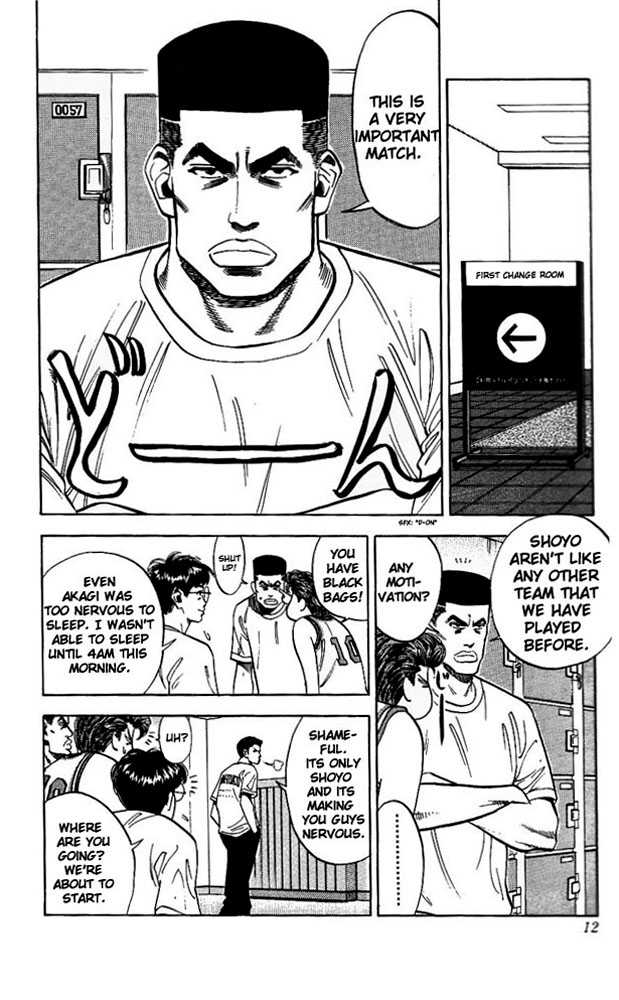 FIRST CHANGE ROOM
THIS IS
A VERY
IMPORTANT
MATCH.
0057
ど
ーん
SFX: "D-ON"
SHOYO
AREN'T LIKE
ANY OTHER
TEAM THAT
WE HAVE
PLAYED
BEFORE.
ANY
MOTI-
VATION?
.........
YOU
HAVE
BLACK
BAGS!
10
SHUT
UP!
EVEN
AKAGI WAS
TOO NERVOUS TO
SLEEP. I WASN'T
ABLE TO SLEEP
UNTIL 4AM THIS
MORNING.
SHAME-
FUL.
ITS ONLY
SHOYO
AND ITS
MAKING
YOU GUYS
NERVOUS.
UH?
WHERE
ARE YOU
GOING?
WE'RE
ABOUT TO
START.
12